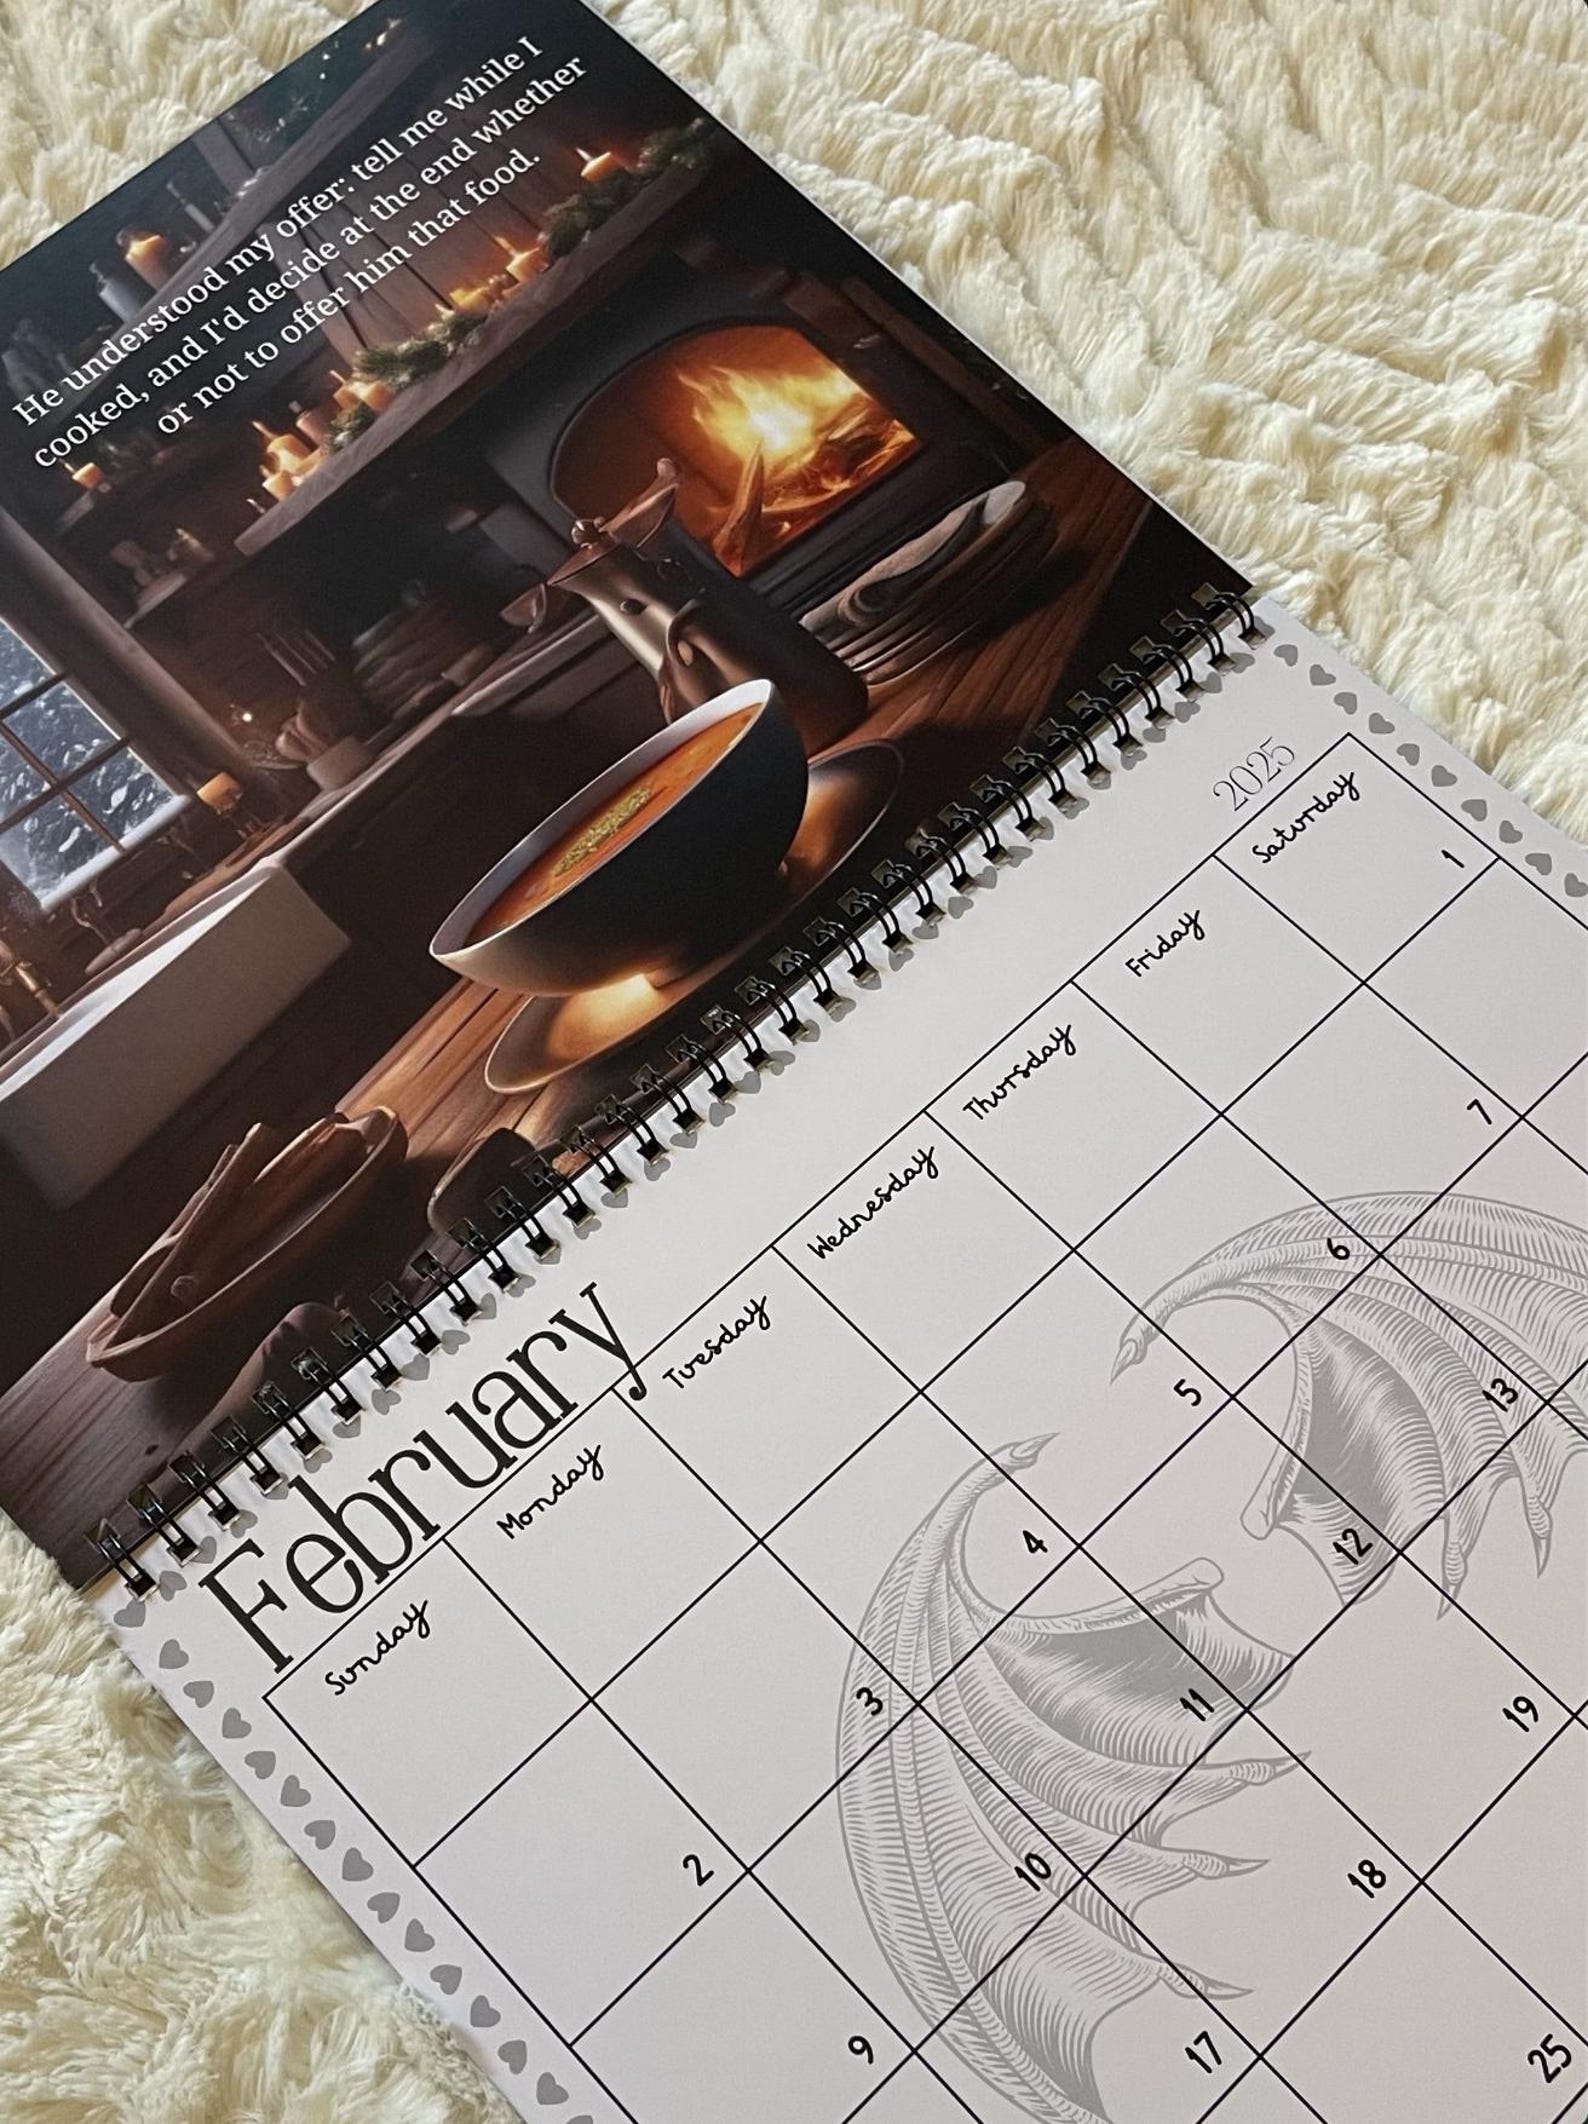 He understood my offer: tell me while I
cooked, and I'd decide at the end whether
or not to offer him that food.
February
2025
Sunday
Monday
Tuesday
Wednesday
Thursday
Friday
Saturday
1
2
3
4
5
6
7
9
10
11
12
13
17
18
19
25